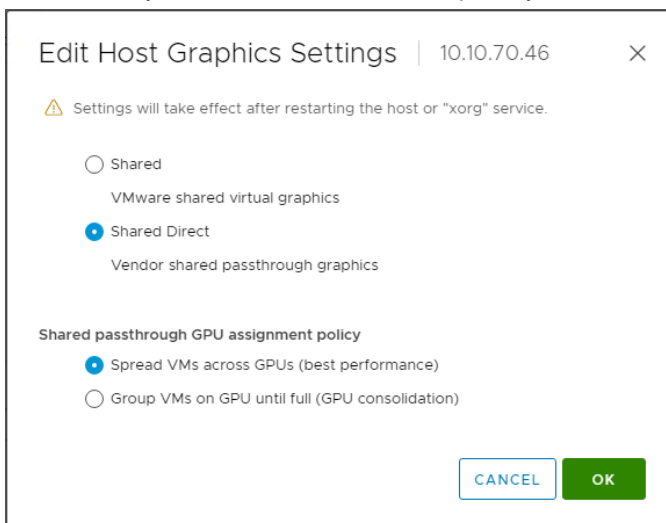 Edit Host Graphics Settings 10.10.70.46
Settings will take effect after restarting the host or "xorg" service.
Shared
VMware shared virtual graphics
Shared Direct
Vendor shared passthrough graphics
Shared passthrough GPU assignment policy
Spread VMs across GPUs (best performance)
Group VMs on GPU until full (GPU consolidation)
CANCEL OK